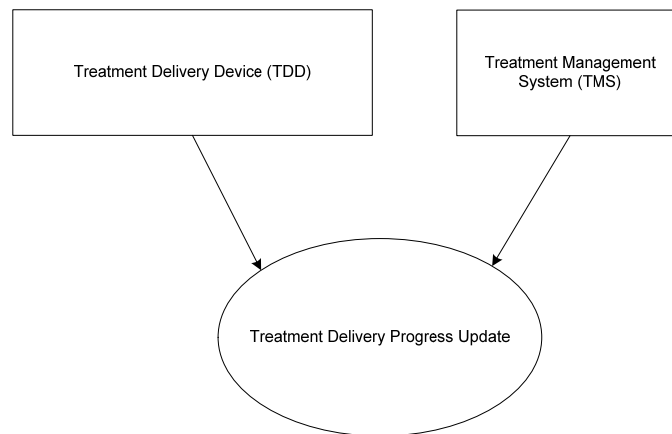 Treatment Delivery Device (TDD)
Treatment Management
System (TMS)
Treatment Delivery Progress Update